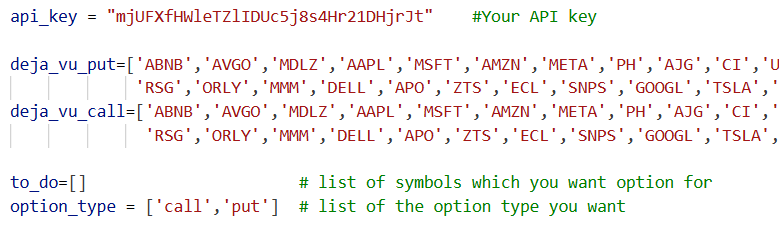 api_key = "mjUFXfHWleTZlIDUc5j8s4Hr21DHjrJt"    #Your API key
deja_vu_put=['ABNB','AVGO','MDLZ','AAPL','MSFT','AMZN','META','PH','AJG','CI','U
'RSG','ORLY','MMM','DELL','APO','ZTS','ECL','SNPS','GOOGL','TSLA','
deja_vu_call=['ABNB','AVGO','MDLZ','AAPL','MSFT','AMZN','META','PH','AJG','CI',
'RSG','ORLY','MMM','DELL','APO','ZTS','ECL','SNPS','GOOGL','TSLA',
to_do=[]                      # list of symbols which you want option for
option_type = ['call','put']  # list of the option type you want